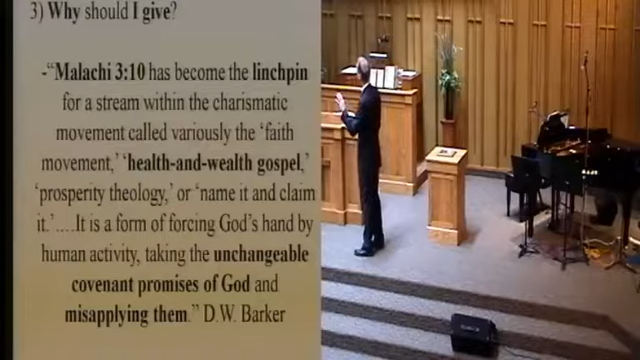 3) Why should I give?
-“Malachi 3:10 has become the linchpin
for a stream within the charismatic
movement called variously the ‘faith
movement,’ ‘health-and-wealth gospel,’
‘prosperity theology,’ or ‘name it and claim
it.’….It is a form of forcing God’s hand by
human activity, taking the unchangeable
covenant promises of God and
misapplying them.” D.W. Barker